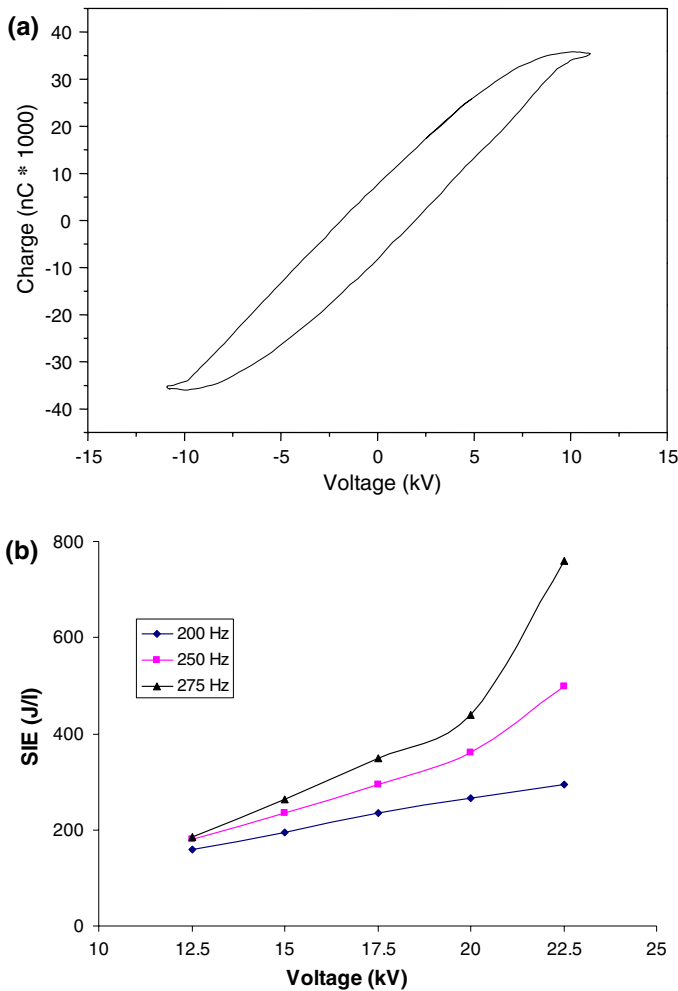 (a)
Charge (nC * 1000)
40
30
20
10
0
-10
-20
-30
-40
-15 -10 -5 0 5 10 15
Voltage (kV)
(b)
SIE (J/l)
800
600
400
200
0
200 Hz
250 Hz
275 Hz
10 12.5 15 17.5 20 22.5 25
Voltage (kV)